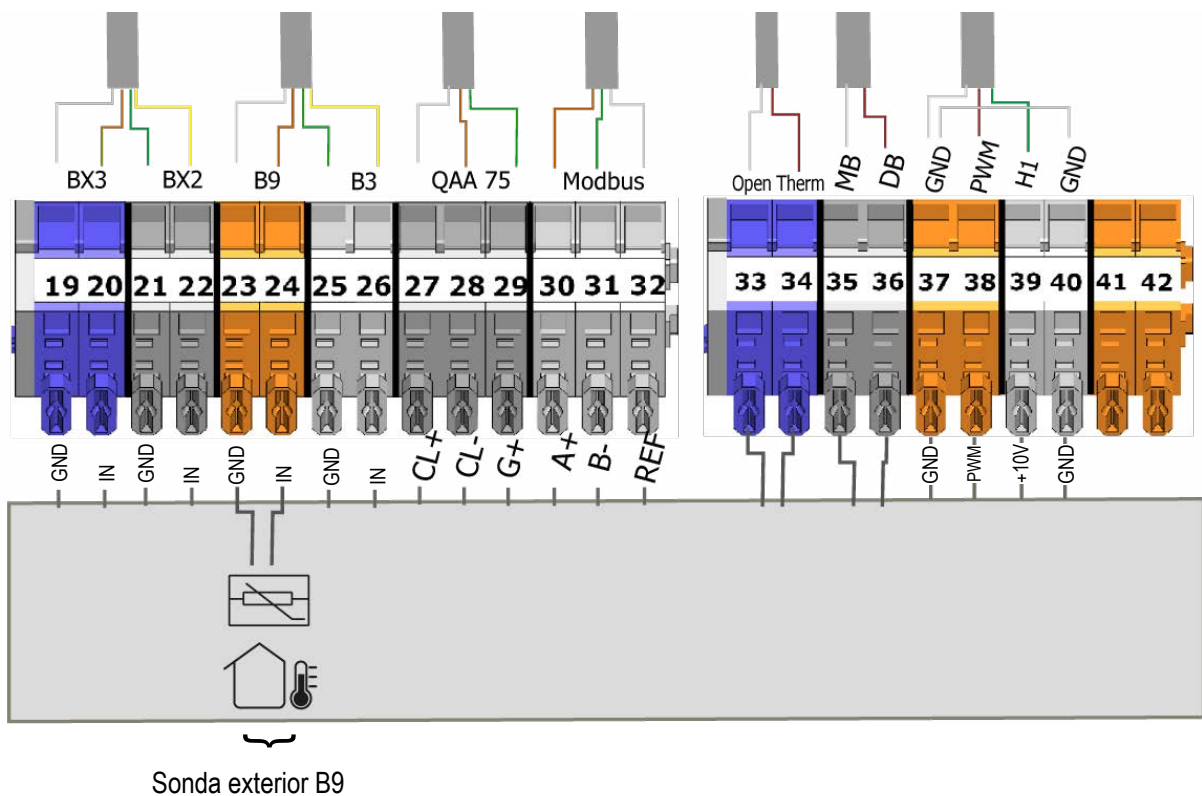 BX3 BX2 B9 B3 QAA 75 Modbus
Open Therm MB DB GND PWM H1 GND
19 20 21 22 23 24 25 26 27 28 29 30 31 32
33 34 35 36 37 38 39 40 41 42
GND IN GND IN GND IN GND IN CL+ CL- G+ A+ B- REF
GND PWM +10V GND
Sonda exterior B9